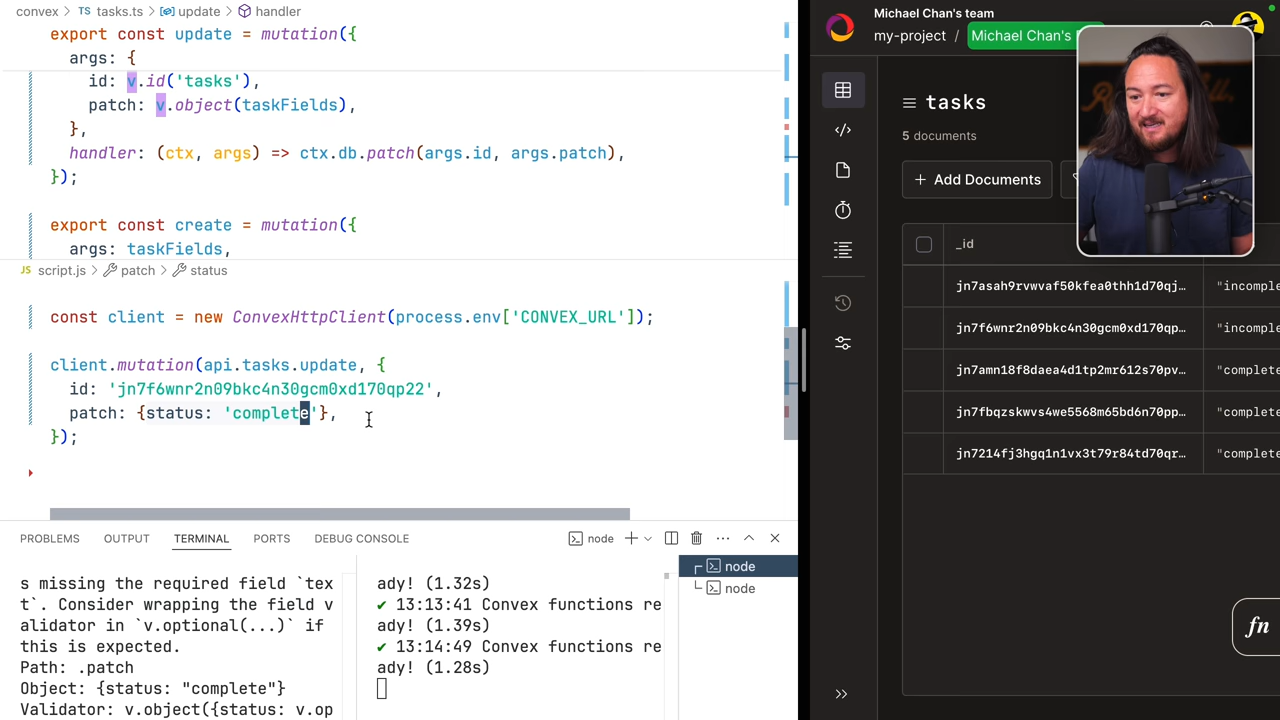 convex > TS tasks.ts > update > handler
export const update = mutation({
args: {
id: v.id('tasks'),
patch: v.object(taskFields),
},
handler: (ctx, args) => ctx.db.patch(args.id, args.patch),
});
export const create = mutation({
args: taskFields,
JS script.js > patch > status
const client = new ConvexHttpClient(process.env['CONVEX_URL']);
client.mutation(api.tasks.update, {
id: 'jn7f6wnr2n09bkc4n30gcm0xd170qp22',
patch: {status: 'complete'},
});
PROBLEMS OUTPUT TERMINAL PORTS DEBUG CONSOLE node
s missing the required field `tex
t`. Consider wrapping the field v
alidator in `v.optional(...)` if
this is expected.
Path: .patch
Object: {status: "complete"}
Validator: v.object({status: v.op
ady! (1.32s)
✔ 13:13:41 Convex functions re
ady! (1.39s)
✔ 13:14:49 Convex functions re
ady! (1.28s)
node
node
Michael Chan's team
my-project / Michael Chan's
tasks
5 documents
+ Add Documents
_id
jn7asah9rvwvaf50kfea0thh1d70qj… "incomple
jn7f6wnr2n09bkc4n30gcm0xd170qp… "incomple
jn7amn18f8daea4d1tp2mr612s70pv… "complete
jn7fbqzskwvs4we5568m65bd6n70pp… "complete
jn7214fj3hgq1n1vx3t79r84td70qr… "complete
fn